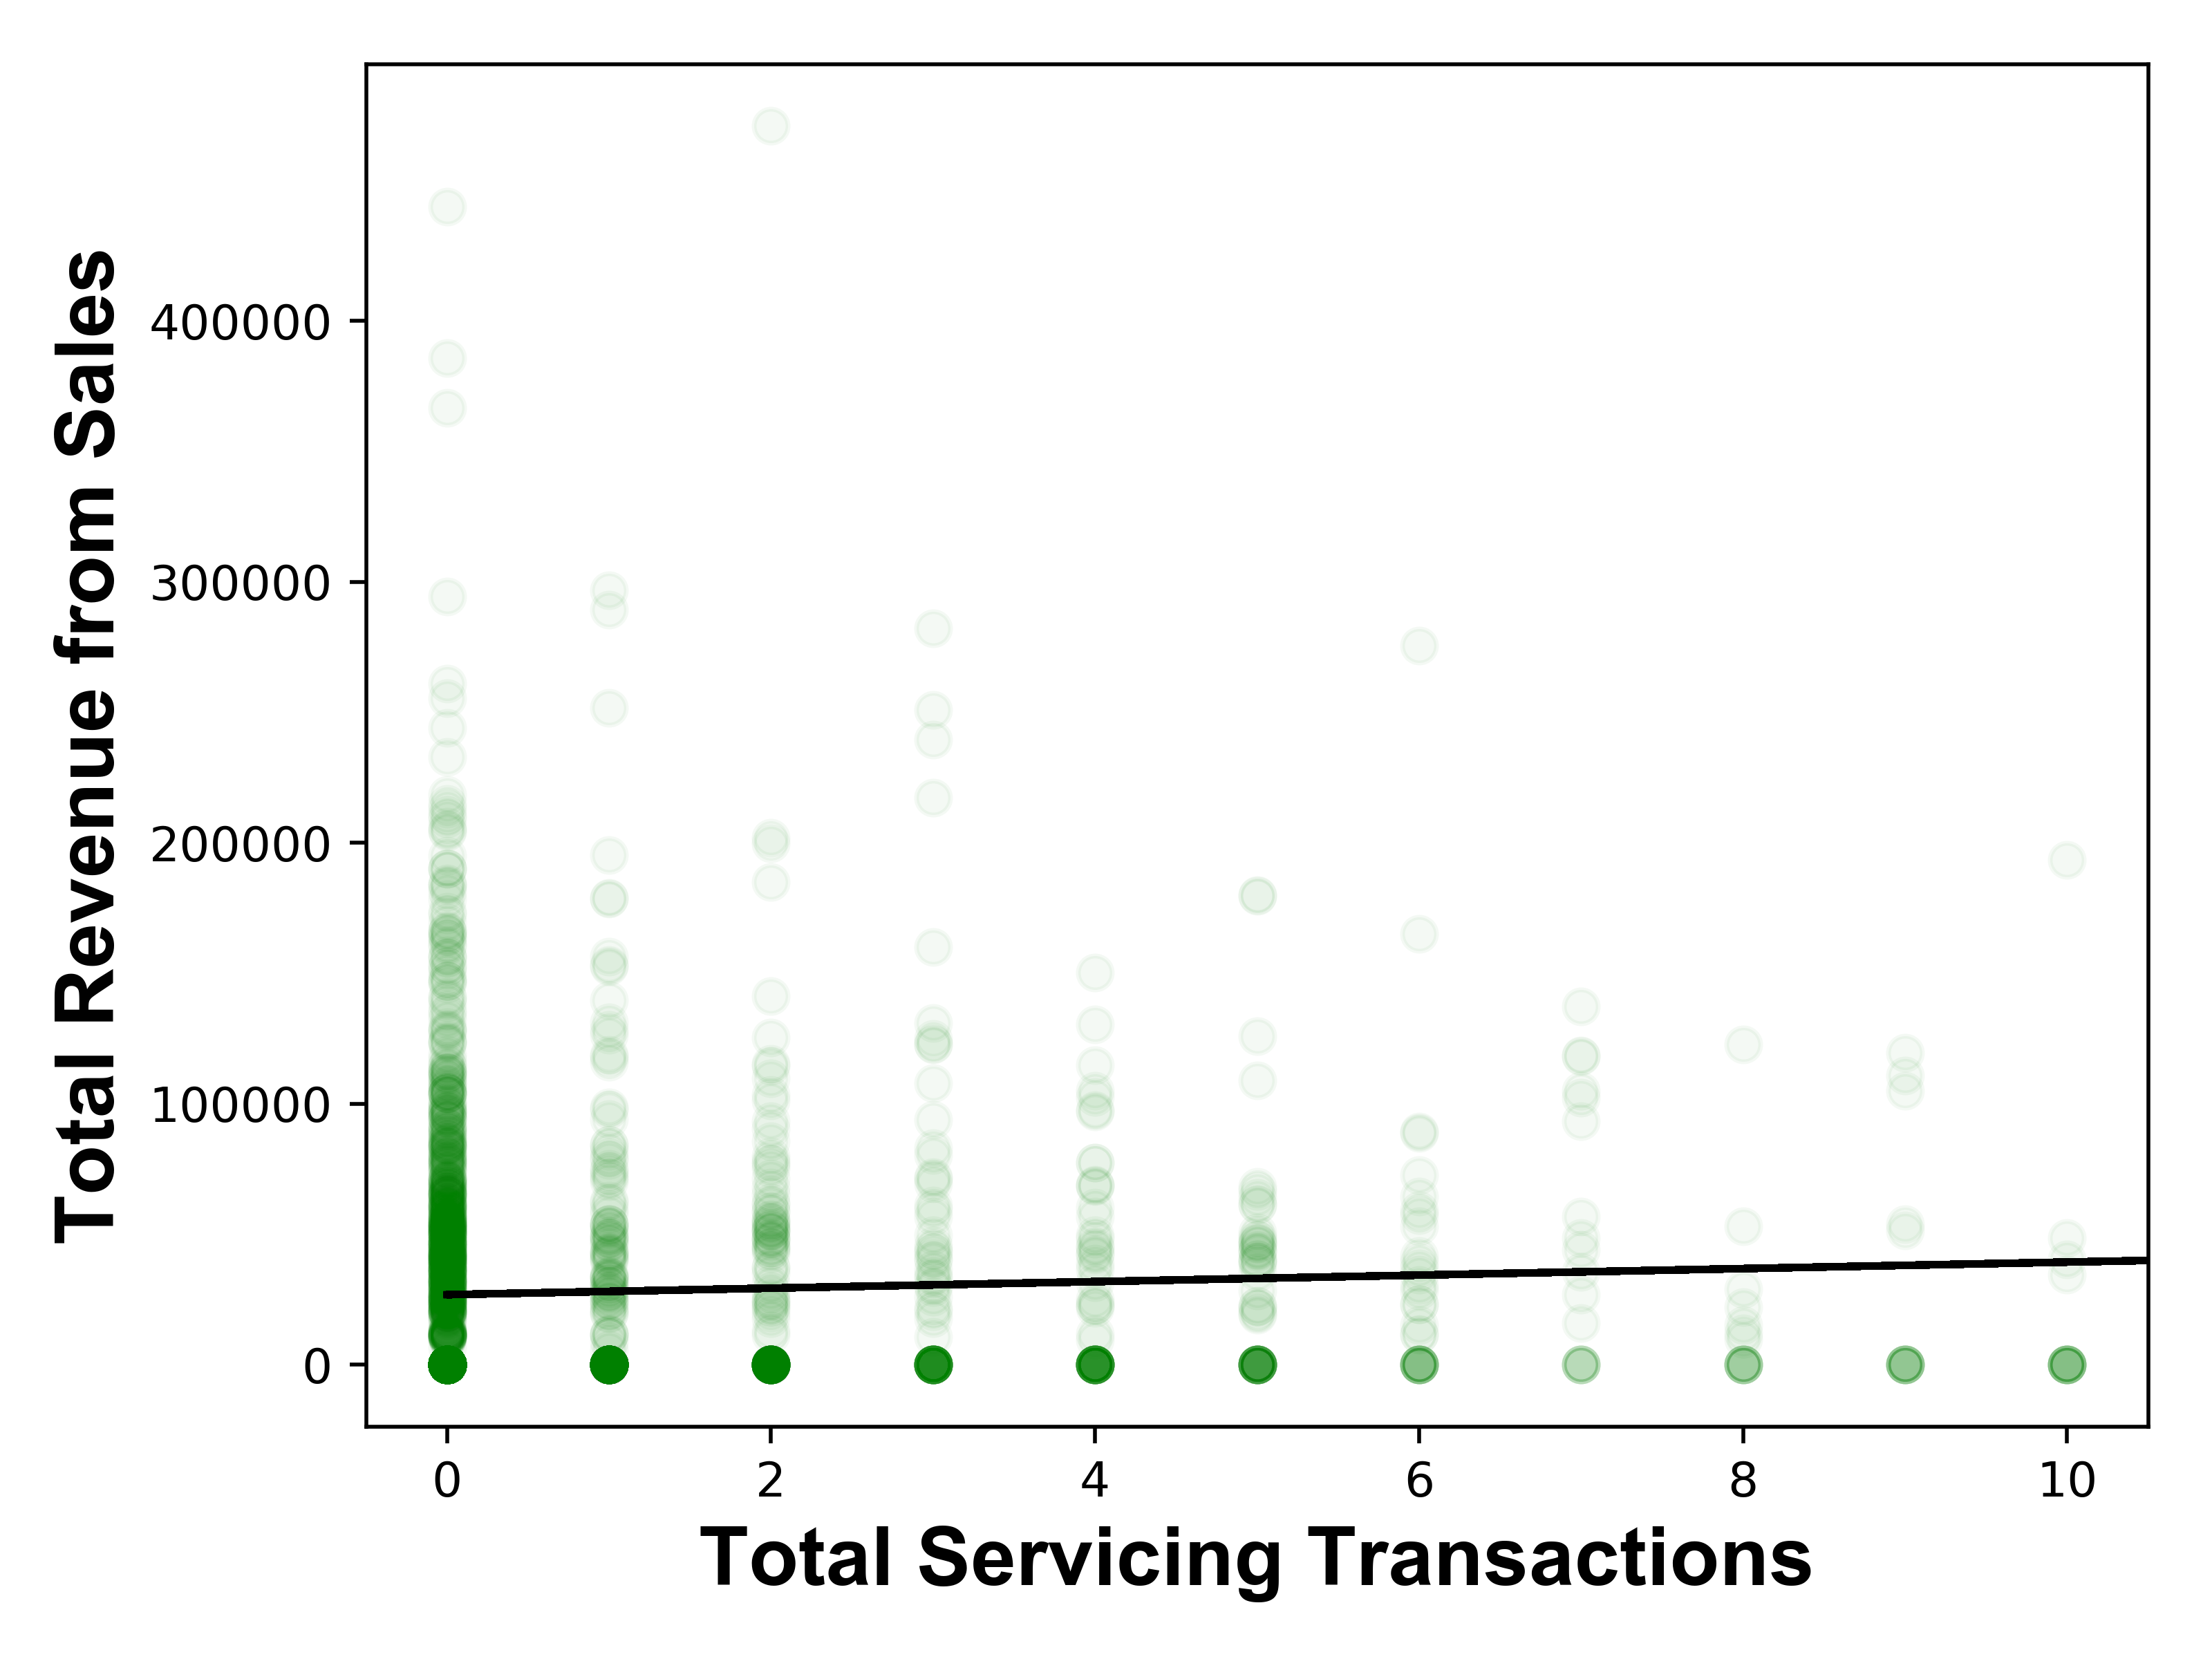 Total Revenue from Sales
400000
300000
200000
100000
0
0 2 4 6 8 10
Total Servicing Transactions